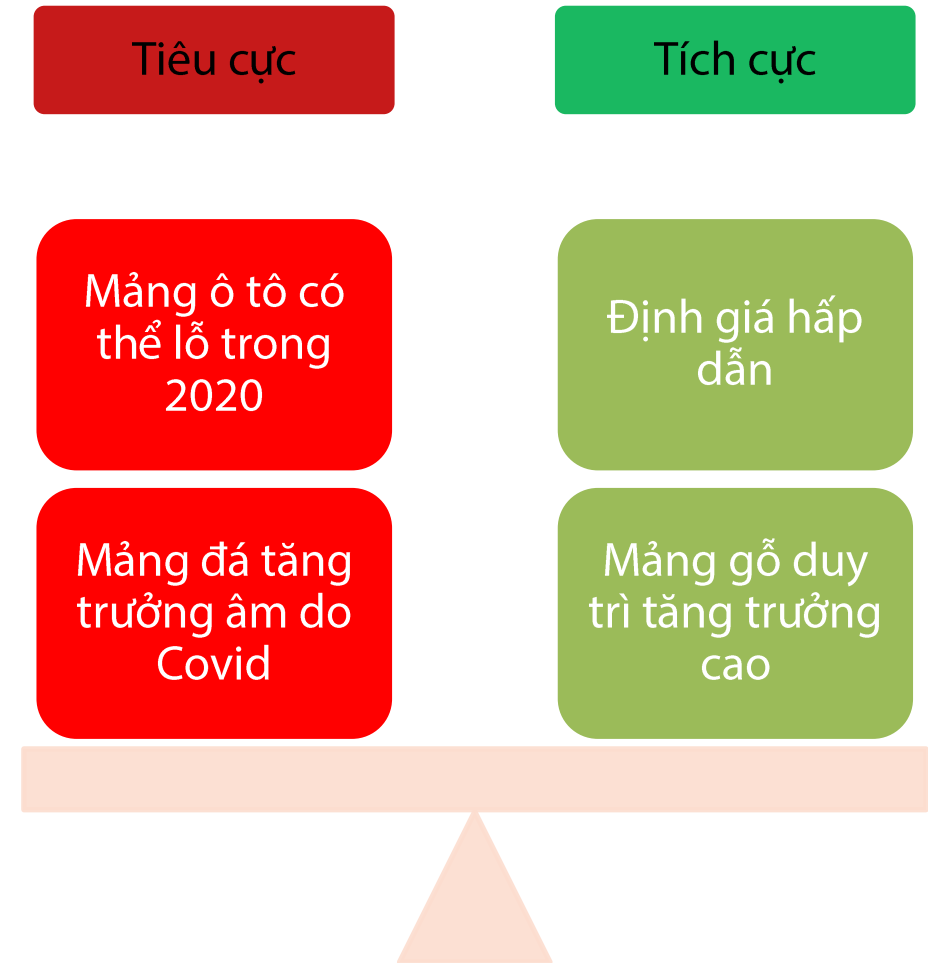 Tiêu cực
Tích cực
Mảng ô tô có
thể lỗ trong
2020
Định giá hấp
dẫn
Mảng đá tăng
trưởng âm do
Covid
Mảng gỗ duy
trì tăng trưởng
cao